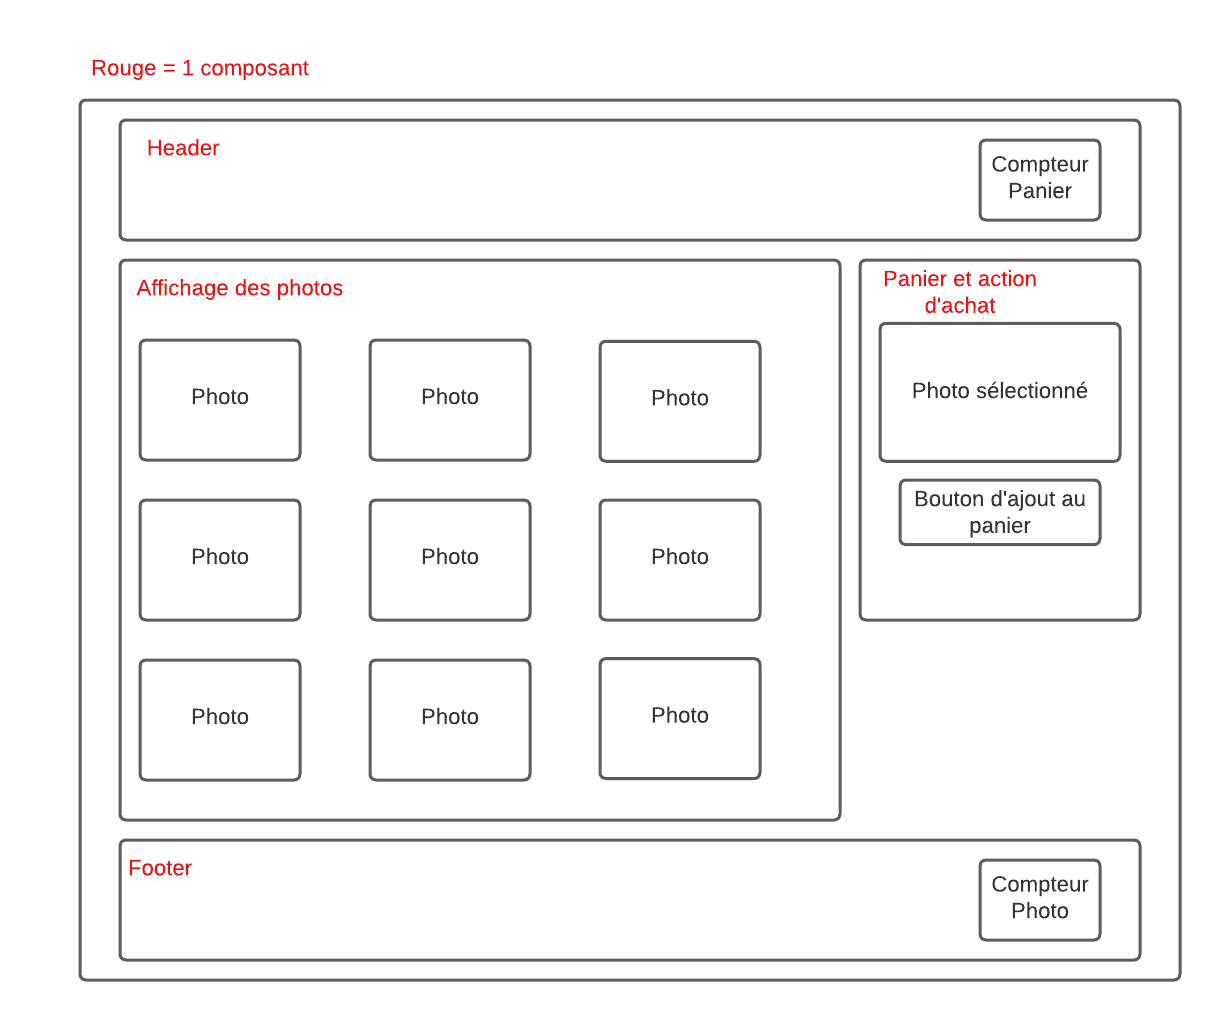 Rouge = 1 composant
Header
Compteur
Panier
Affichage des photos
Photo
Photo
Photo
Photo
Photo
Photo
Photo
Photo
Photo
Panier et action
d'achat
Photo sélectionné
Bouton d'ajout au
panier
Footer
Compteur
Photo